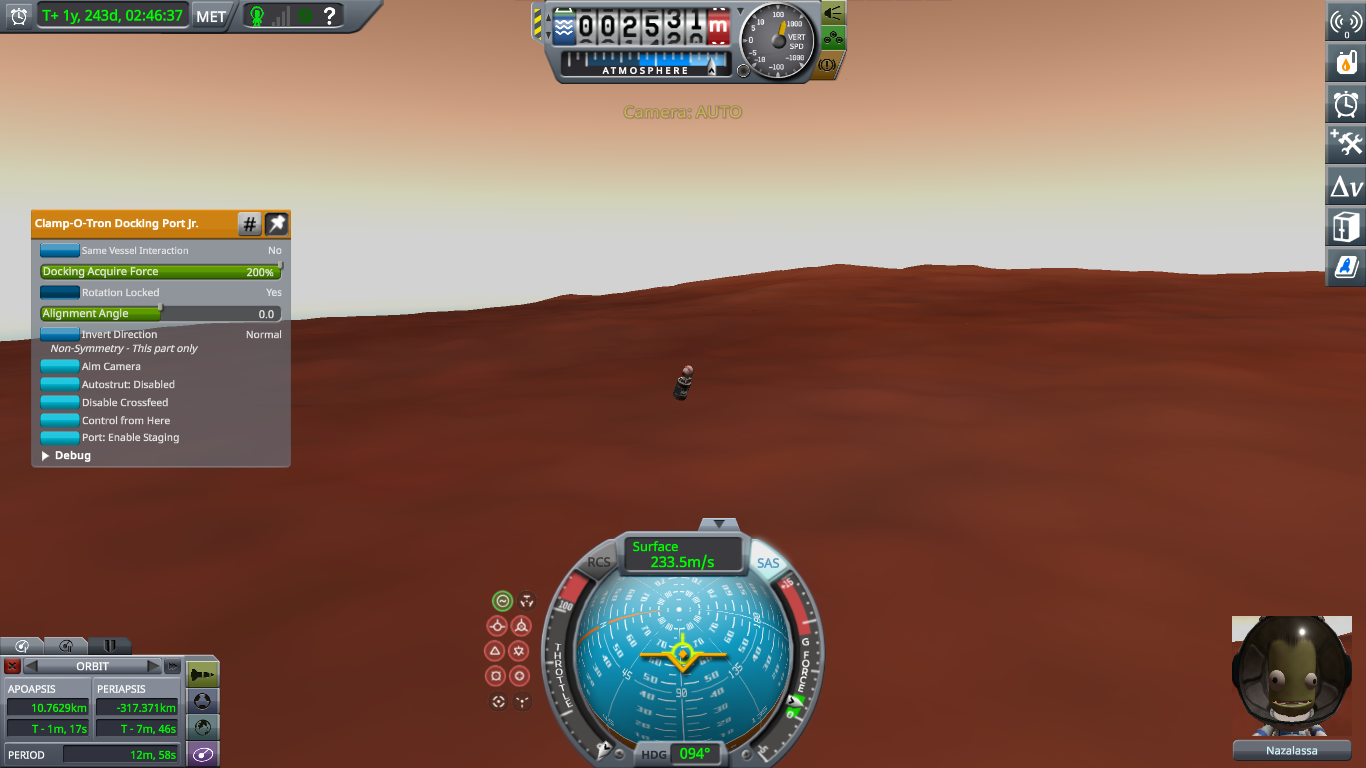 T+ 1y, 243d, 02:46:37 MET ?
002531 m
ATMOSPHERE
VERT SPD
Camera: AUTO
0
Δv
Clamp-O-Tron Docking Port Jr. #
Same Vessel Interaction No
Docking Acquire Force 200%
Rotation Locked Yes
Alignment Angle 0.0
Invert Direction Normal
Non-Symmetry - This part only
Aim Camera
Autostrut: Disabled
Disable Crossfeed
Control from Here
Port: Enable Staging
Debug
RCS Surface SAS
233.5m/s
THROTTLE
G FORCE
HDG 094°
ORBIT
APOAPSIS PERIAPSIS
10.7629km -317.371km
T - 1m, 17s T - 7m, 46s
PERIOD 12m, 58s
Nazalassa